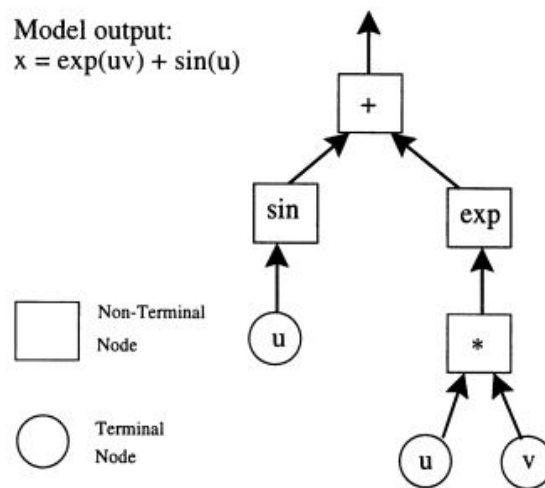 Model output:
x = exp(uv) + sin(u)
+
sin
exp
u
*
u
v
Non-Terminal
Node
Terminal
Node